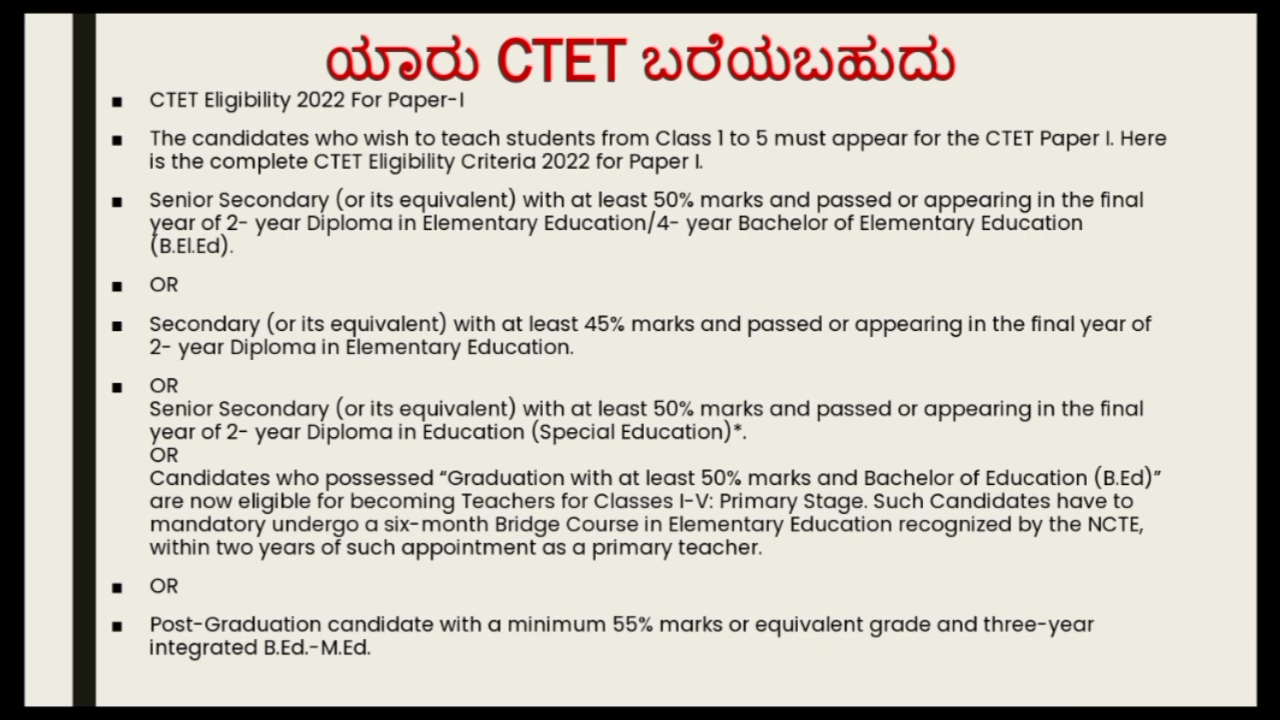 ಯಾರು CTET ಬರೆಯಬಹುದು
▪ CTET Eligibility 2022 For Paper-I
▪ The candidates who wish to teach students from Class 1 to 5 must appear for the CTET Paper I. Here
is the complete CTET Eligibility Criteria 2022 for Paper I.
▪ Senior Secondary (or its equivalent) with at least 50% marks and passed or appearing in the final
year of 2- year Diploma in Elementary Education/4- year Bachelor of Elementary Education
(B.El.Ed).
▪ OR
▪ Secondary (or its equivalent) with at least 45% marks and passed or appearing in the final year of
2- year Diploma in Elementary Education.
▪ OR
Senior Secondary (or its equivalent) with at least 50% marks and passed or appearing in the final
year of 2- year Diploma in Education (Special Education)*.
OR
Candidates who possessed “Graduation with at least 50% marks and Bachelor of Education (B.Ed)”
are now eligible for becoming Teachers for Classes I-V: Primary Stage. Such Candidates have to
mandatory undergo a six-month Bridge Course in Elementary Education recognized by the NCTE,
within two years of such appointment as a primary teacher.
▪ OR
▪ Post-Graduation candidate with a minimum 55% marks or equivalent grade and three-year
integrated B.Ed.-M.Ed.